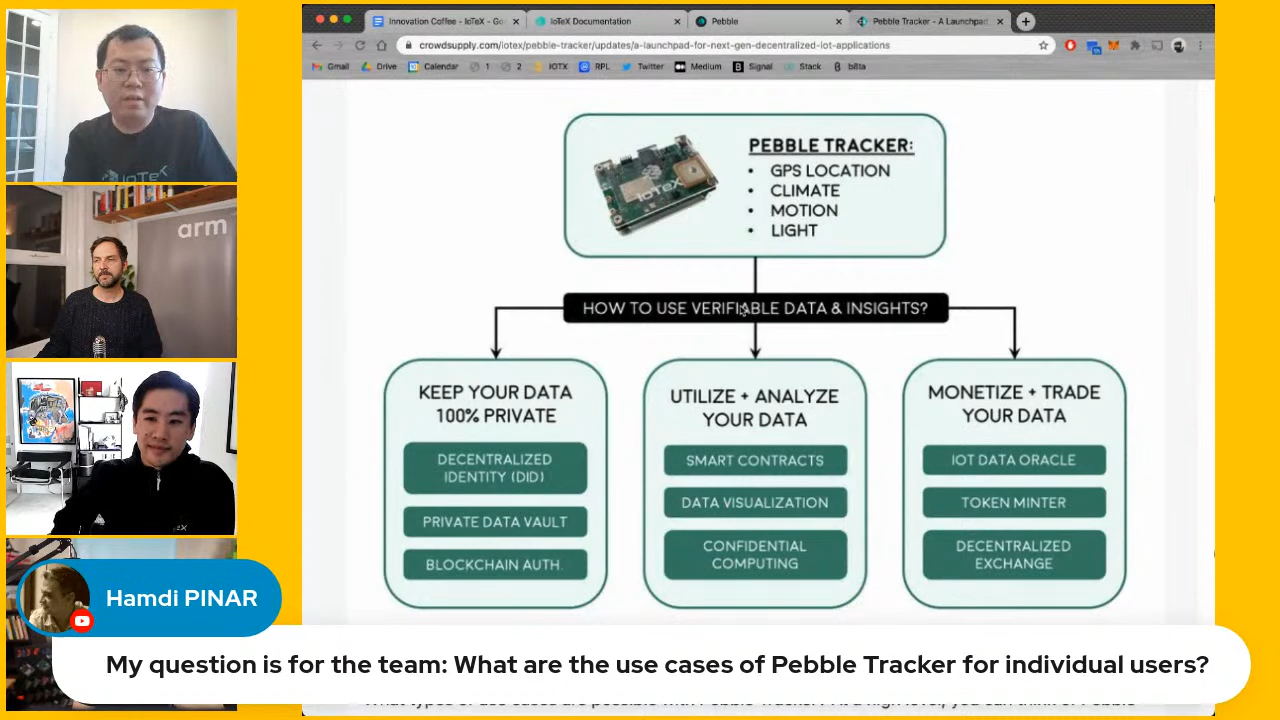 Innovation Coffee - IoTeX - Ge
IoTeX Documentation
Pebble
Pebble Tracker - A Launchpad
crowdsupply.com/iotex/pebble-tracker/updates/a-launchpad-for-next-gen-decentralized-iot-applications
Gmail
Drive
Calendar
1
2
IOTX
RPL
Twitter
Medium
Signal
Stack
b8ta
IoTeX
arm
IoTeX
PEBBLE TRACKER:
• GPS LOCATION
• CLIMATE
• MOTION
• LIGHT
HOW TO USE VERIFIABLE DATA & INSIGHTS?
KEEP YOUR DATA
100% PRIVATE
DECENTRALIZED
IDENTITY (DID)
PRIVATE DATA VAULT
BLOCKCHAIN AUTH.
UTILIZE + ANALYZE
YOUR DATA
SMART CONTRACTS
DATA VISUALIZATION
CONFIDENTIAL
COMPUTING
MONETIZE + TRADE
YOUR DATA
IOT DATA ORACLE
TOKEN MINTER
DECENTRALIZED
EXCHANGE
Hamdi PINAR
My question is for the team: What are the use cases of Pebble Tracker for individual users?